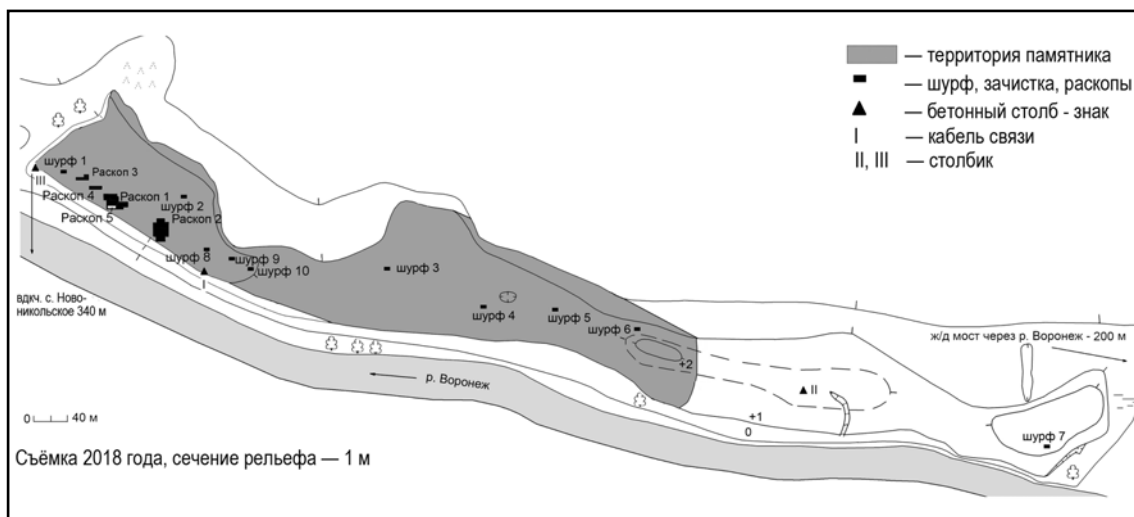 — территория памятника
— шурф, зачистка, раскопы
— бетонный столб - знак
I — кабель связи
II, III — столбик
шурф 1
Раскоп 3
III
Раскоп 4
Раскоп 1
шурф 2
Раскоп 5
Раскоп 2
шурф 8
шурф 9
шурф 10
I
шурф 3
вдкч. с. Ново-
никольское 340 м
шурф 4
шурф 5
шурф 6
+2
ж/д мост через р. Воронеж - 200 м
р. Воронеж
II
+1
0
шурф 7
0 40 м
Съёмка 2018 года, сечение рельефа — 1 м